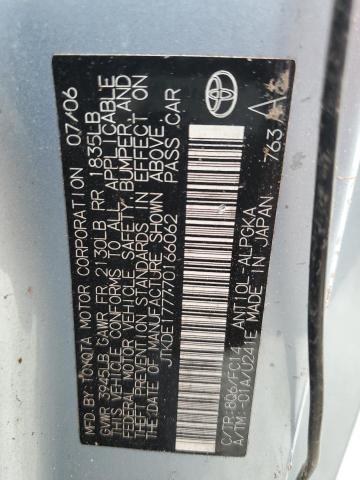 MFD BY: TOYOTA MOTOR CORPORATION 07/06
GVWR 3945LB GAWR FR 2130LB RR 1835LB
THIS VEHICLE CONFORMS TO ALL APPLICABLE
FEDERAL MOTOR VEHICLE SAFETY, BUMPER, AND
THEFT PREVENTION STANDARDS IN EFFECT ON
THE DATE OF MANUFACTURE SHOWN ABOVE.
JTKDE177770166062 PASS. CAR
C/TR: 8Q6/FC14 ANT10L-ALPGKA
A/TM: -01A/U241E MADE IN JAPAN
763
A